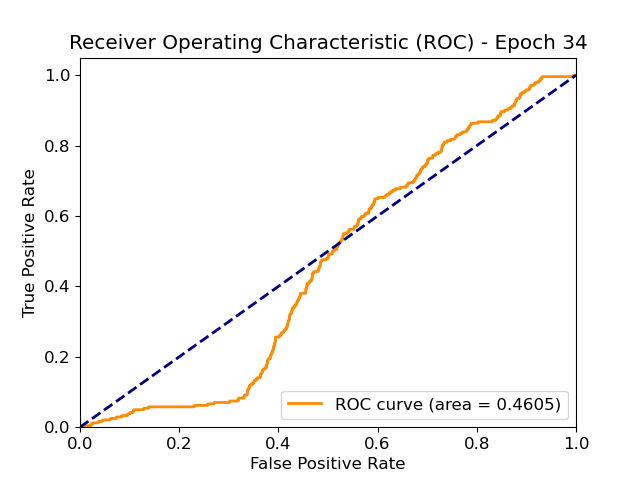 Receiver Operating Characteristic (ROC) - Epoch 34
True Positive Rate
1.0
0.8
0.6
0.4
0.2
0.0
ROC curve (area = 0.4605)
0.0 0.2 0.4 0.6 0.8 1.0
False Positive Rate